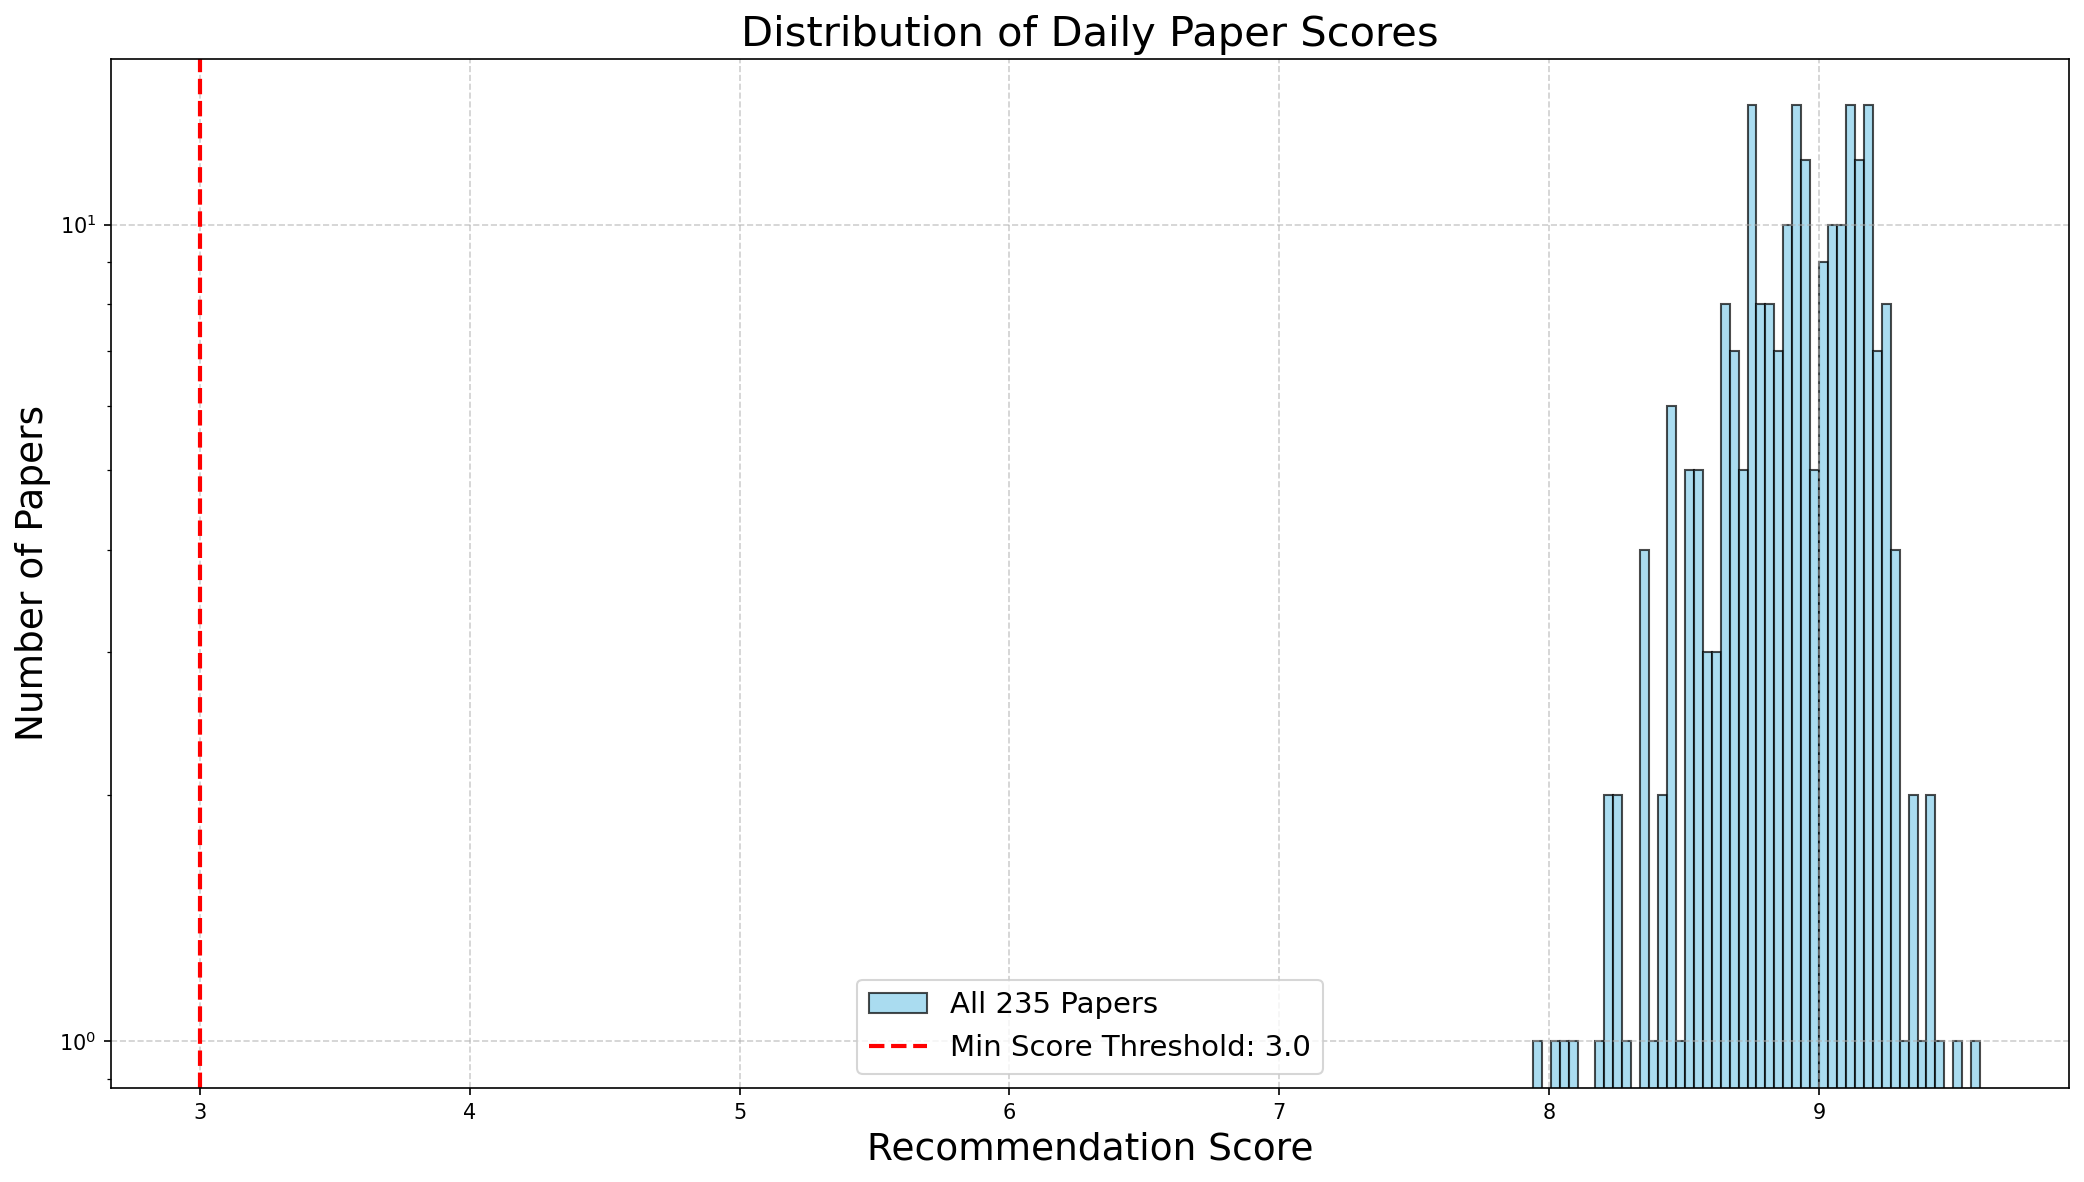 Distribution of Daily Paper Scores
Number of Papers
10¹
10⁰
All 235 Papers
Min Score Threshold: 3.0
3 4 5 6 7 8 9
Recommendation Score